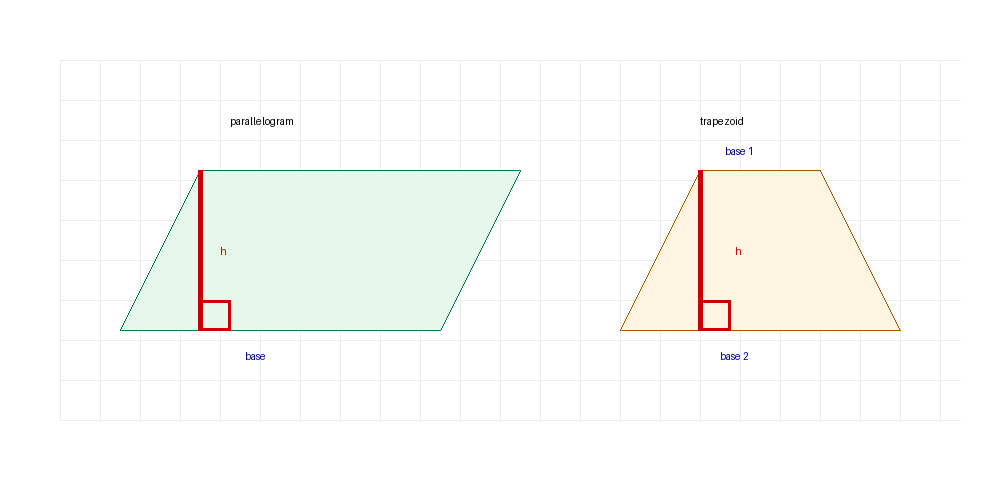 parallelogram
h
base
trapezoid
base 1
h
base 2